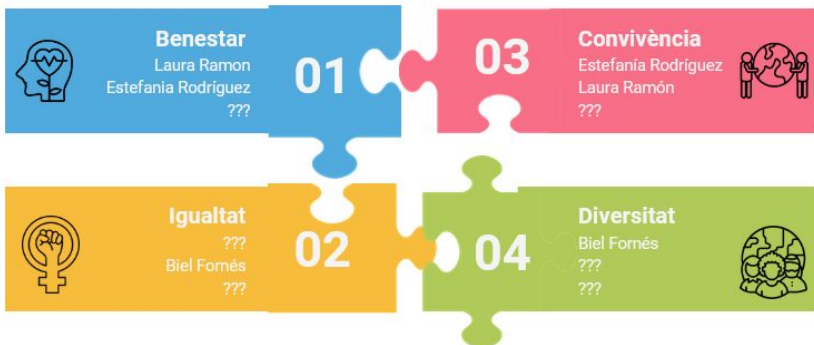 Benestar
Laura Ramon
Estefania Rodríguez
???
01
03
Convivència
Estefanía Rodríguez
Laura Ramón
???
Igualtat
???
Biel Fornés
???
02
04
Diversitat
Biel Fornés
???
???